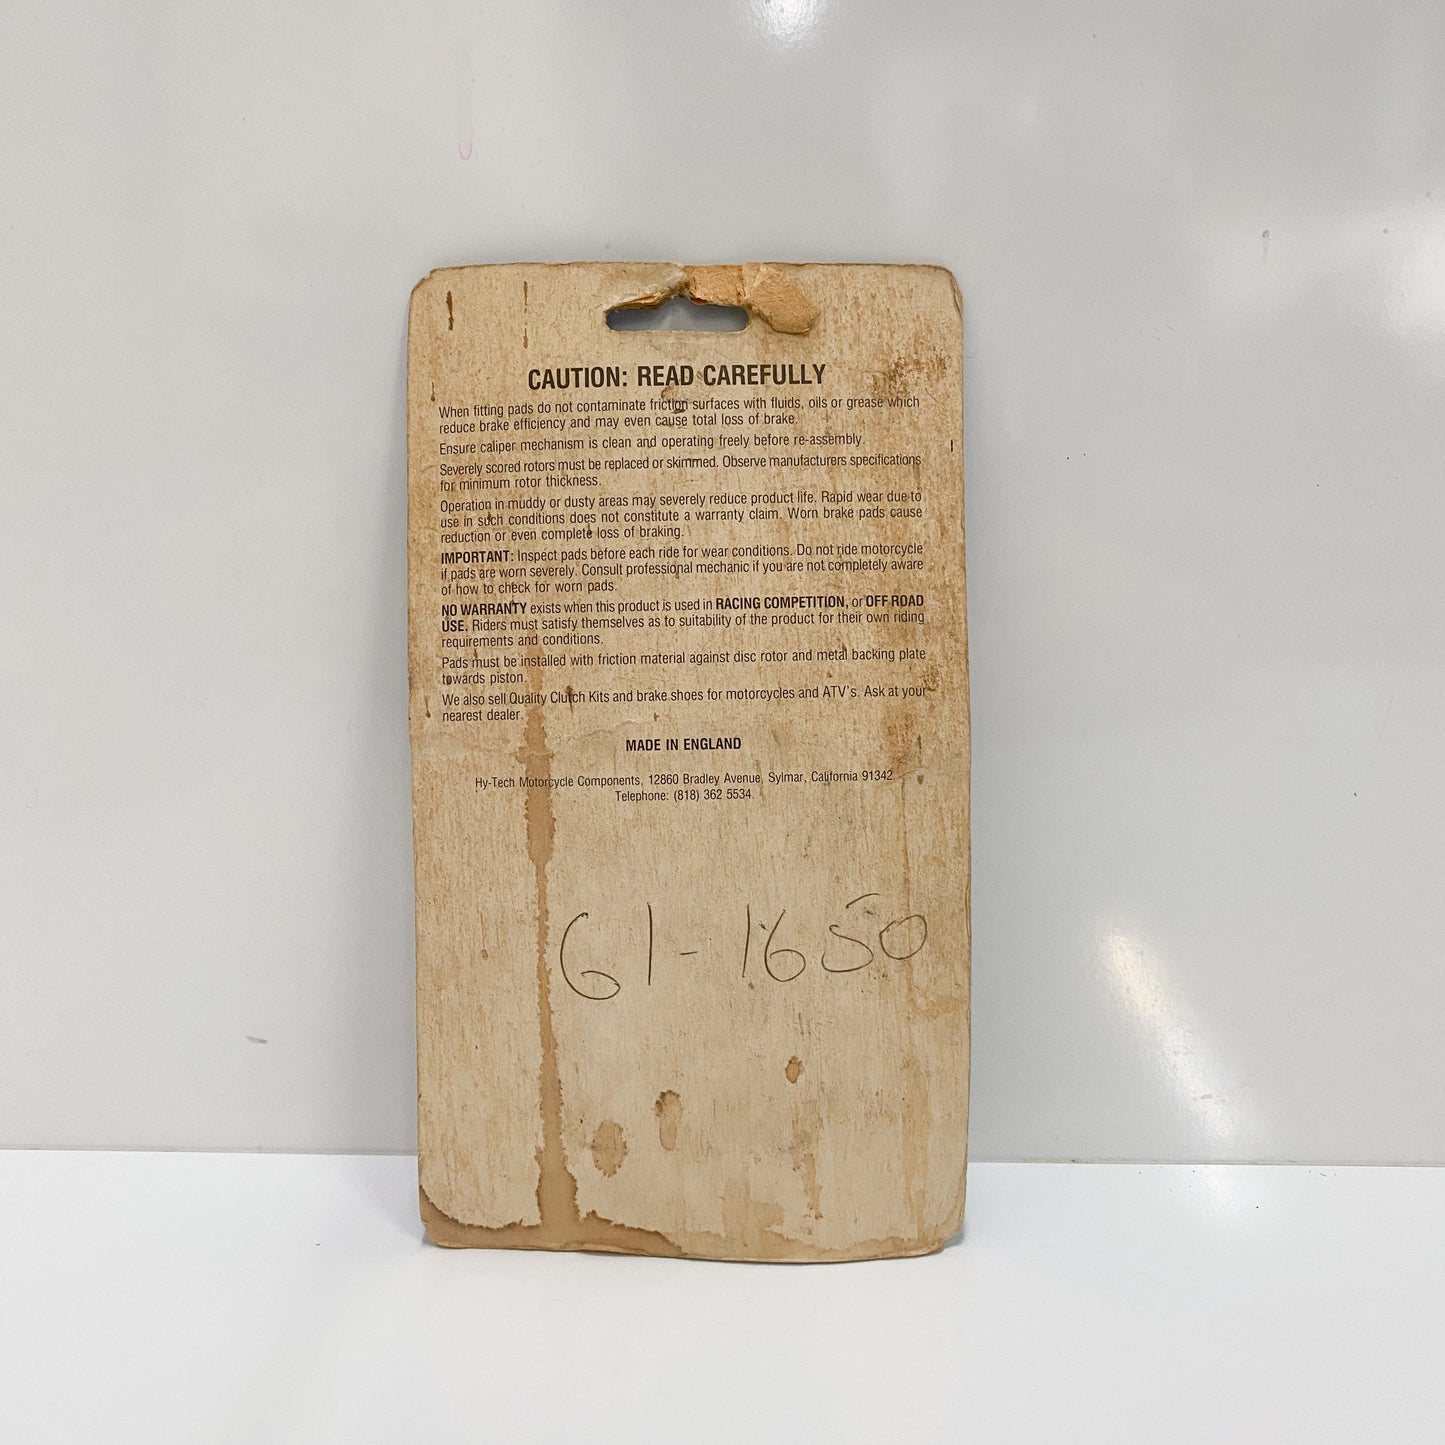 CAUTION: READ CAREFULLY
When fitting pads do not contaminate friction surfaces with fluids, oils or grease which
reduce brake efficiency and may even cause total loss of brake.
Ensure caliper mechanism is clean and operating freely before re-assembly.
Severely scored rotors must be replaced or skimmed. Observe manufacturers specifications
for minimum rotor thickness.
Operation in muddy or dusty areas may severely reduce product life. Rapid wear due to
use in such conditions does not constitute a warranty claim. Worn brake pads cause
reduction or even complete loss of braking.
IMPORTANT: Inspect pads before each ride for wear conditions. Do not ride motorcycle
if pads are worn severely. Consult professional mechanic if you are not completely aware
of how to check for worn pads.
NO WARRANTY exists when this product is used in RACING COMPETITION, or OFF ROAD
USE. Riders must satisfy themselves as to suitability of the product for their own riding
requirements and conditions.
Pads must be installed with friction material against disc rotor and metal backing plate
towards piston.
We also sell Quality Clutch Kits and brake shoes for motorcycles and ATV's. Ask at your
nearest dealer.
MADE IN ENGLAND
Hy-Tech Motorcycle Components, 12860 Bradley Avenue, Sylmar, California 91342
Telephone: (818) 362 5534.
61-1650